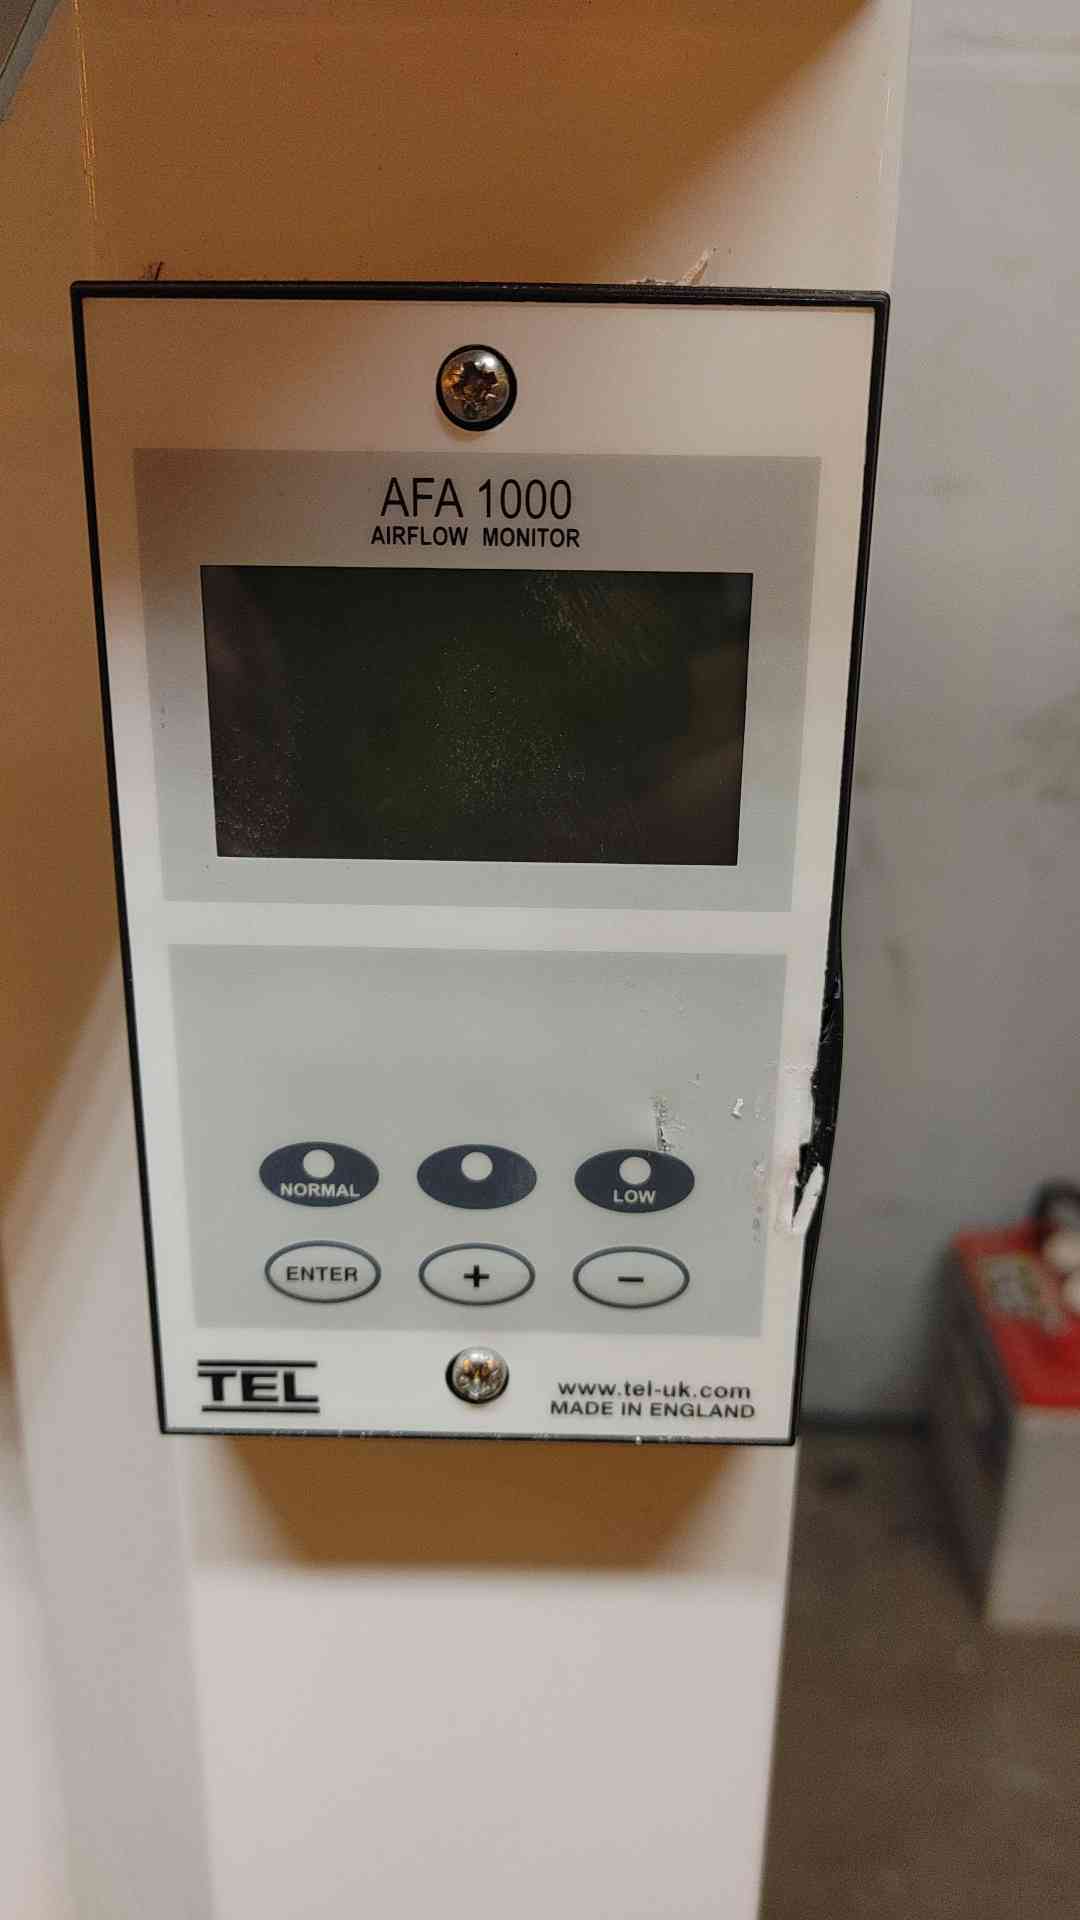 AFA 1000
AIRFLOW MONITOR
NORMAL
LOW
ENTER
+
-
TEL
www.tel-uk.com
MADE IN ENGLAND